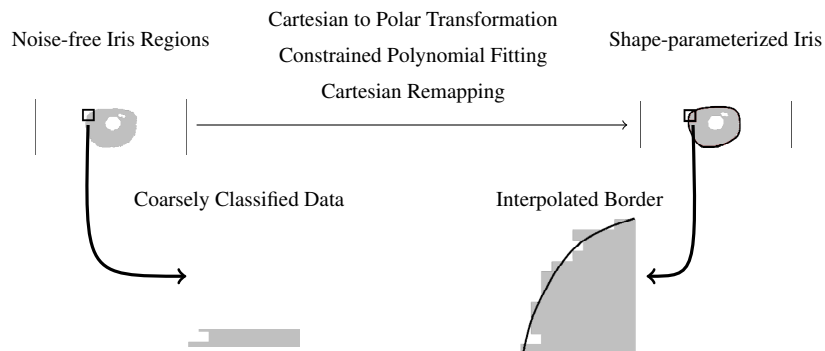 Cartesian to Polar Transformation
Noise-free Iris Regions
Shape-parameterized Iris
Constrained Polynomial Fitting
Cartesian Remapping
Coarsely Classified Data
Interpolated Border